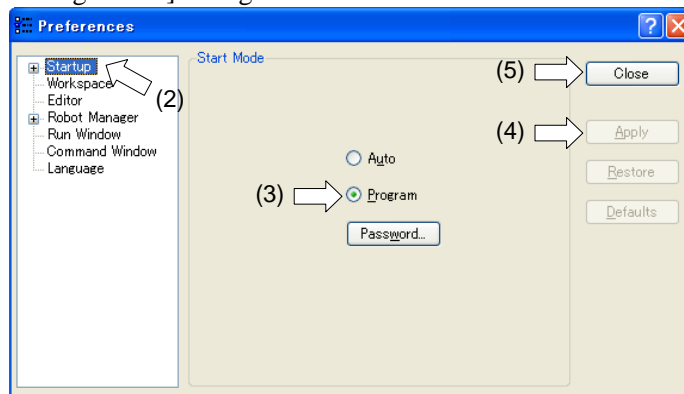 Preferences
Startup
Workspace
Editor
Robot Manager
Run Window
Command Window
Language
(2)
Start Mode
Auto
(3)
Program
Password...
(5)
Close
(4)
Apply
Restore
Defaults